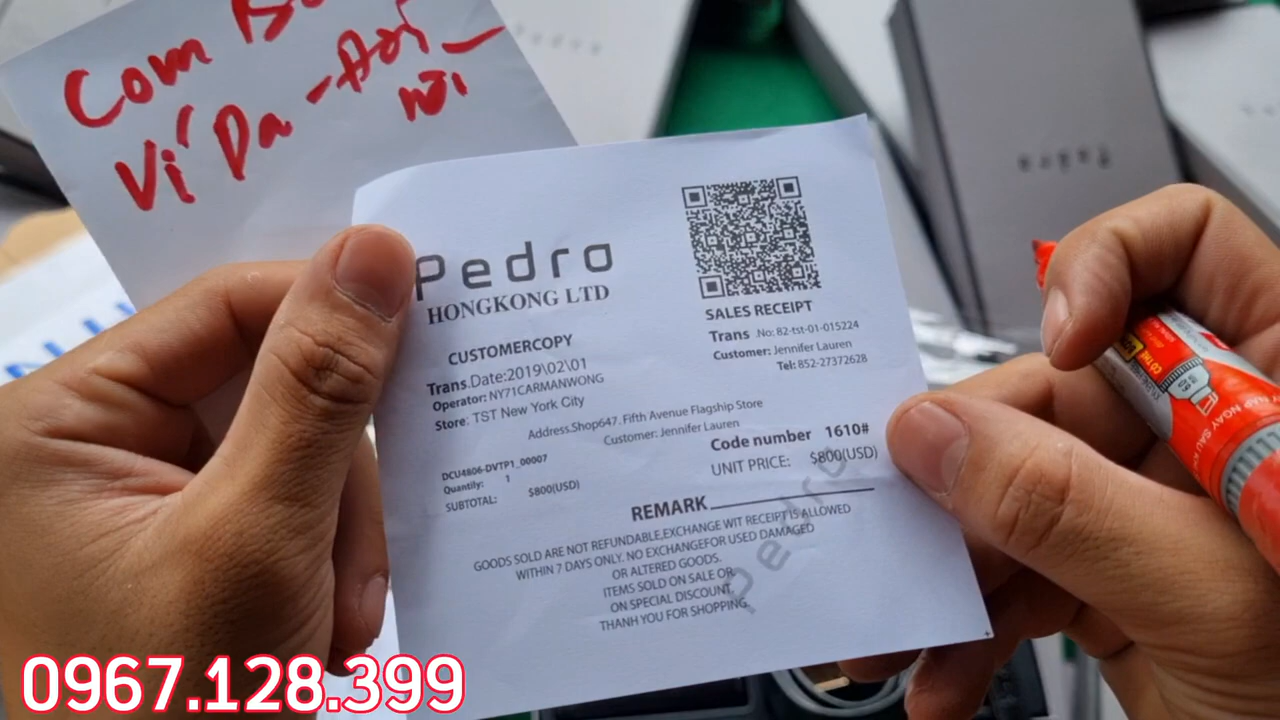 Com
Ví Da
Pedro
HONGKONG LTD
SALES RECEIPT
Trans .No: 82-tst-01-015224
Customer: Jennifer Lauren
Tel: 852-27372628
CUSTOMERCOPY
Trans.Date:2019\02\01
Operator: NY71CARMANWONG
Store: TST New York City
Address.Shop647. Fifth Avenue Flagship Store
Customer: Jennifer Lauren
Code number 1610#
UNIT PRICE: $800(USD)
DCU4806-DVTP1_00007
Quantity: 1
SUBTOTAL: $800(USD)
REMARK
GOODS SOLD ARE NOT REFUNDABLE,EXCHANGE WIT RECEIPT IS ALLOWED
WITHIN 7 DAYS ONLY. NO EXCHANGEFOR USED DAMAGED
OR ALTERED GOODS.
ITEMS SOLD ON SALE OR
ON SPECIAL DISCOUNT
THANK YOU FOR SHOPPING
Pedro
0967.128.399